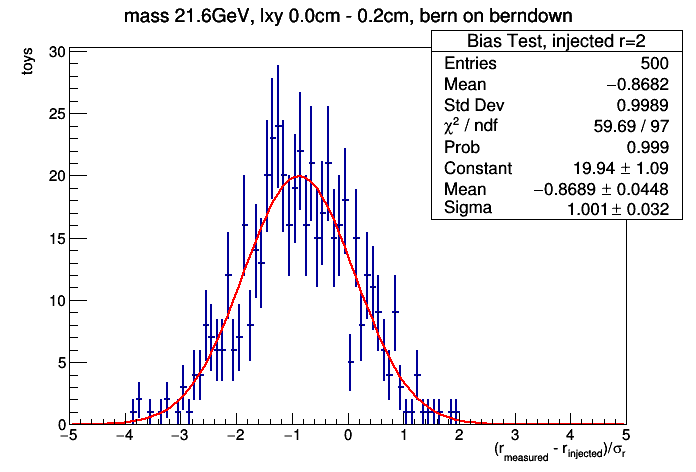 mass 21.6GeV, lxy 0.0cm - 0.2cm, bern on berndown
Bias Test, injected r=2
Entries 500
Mean −0.8682
Std Dev 0.9989
χ² / ndf 59.69 / 97
Prob 0.999
Constant 19.94 ± 1.09
Mean −0.8689 ± 0.0448
Sigma 1.001 ± 0.032
toys
30
25
20
15
10
5
0
−5 −4 −3 −2 −1 0 1 2 3 4 5
(r_measured - r_injected)/σ_r